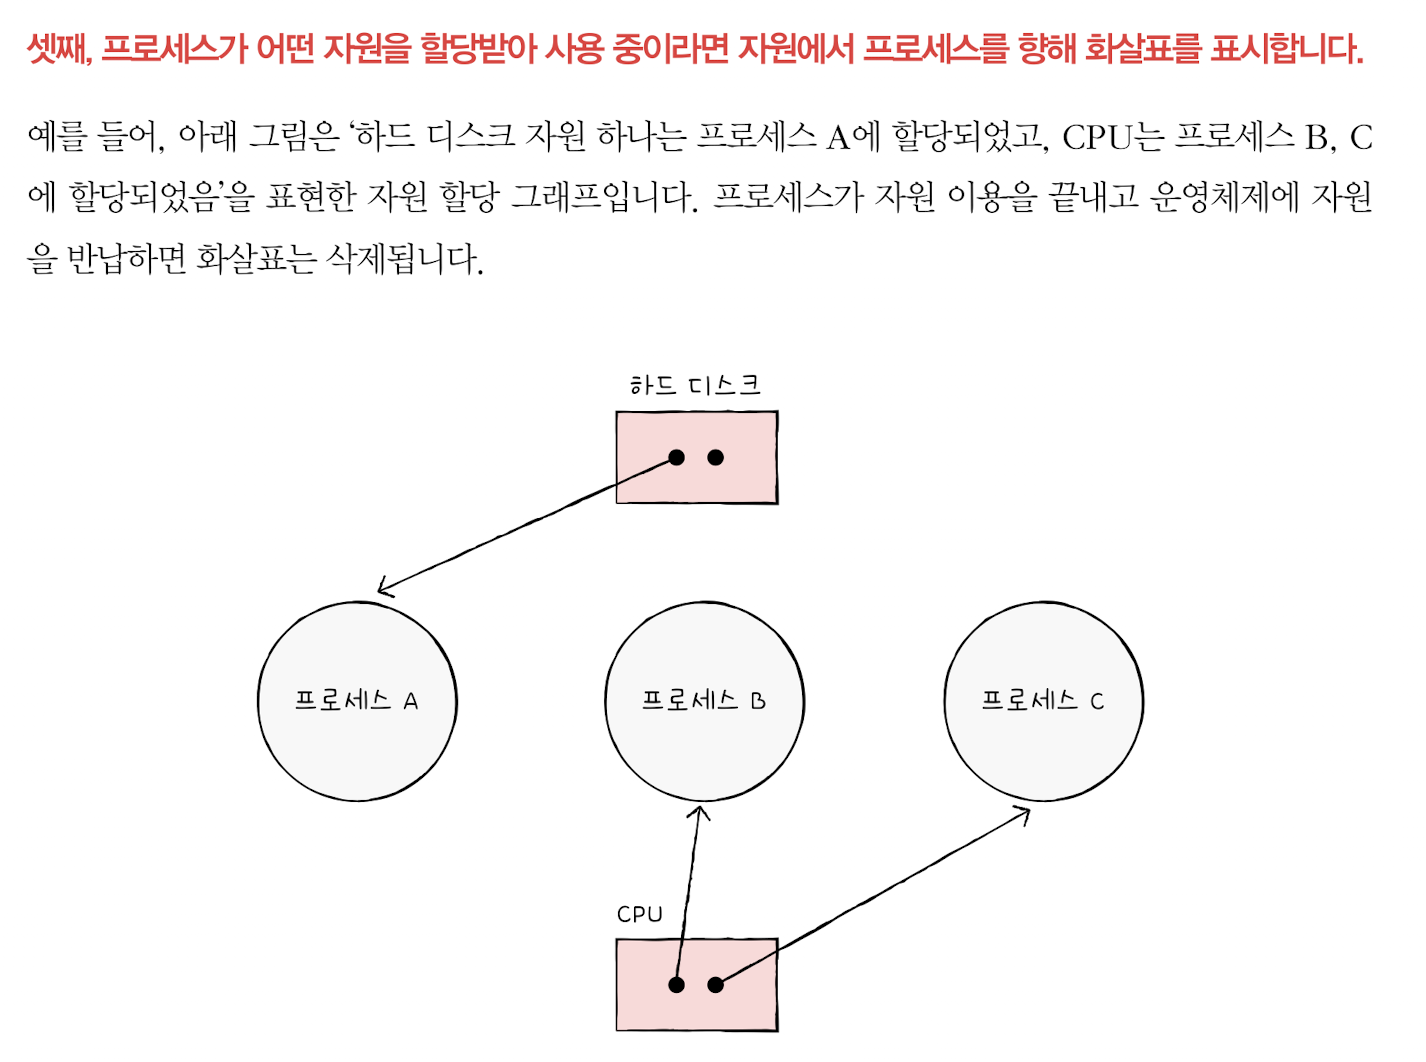 셋째, 프로세스가 어떤 자원을 할당받아 사용 중이라면 자원에서 프로세스를 향해 화살표를 표시합니다.
예를 들어, 아래 그림은 ‘하드 디스크 자원 하나는 프로세스 A에 할당되었고, CPU는 프로세스 B, C
에 할당되었음’을 표현한 자원 할당 그래프입니다. 프로세스가 자원 이용을 끝내고 운영체제에 자원
을 반납하면 화살표는 삭제됩니다.
하드 디스크
프로세스 A
프로세스 B
프로세스 C
CPU